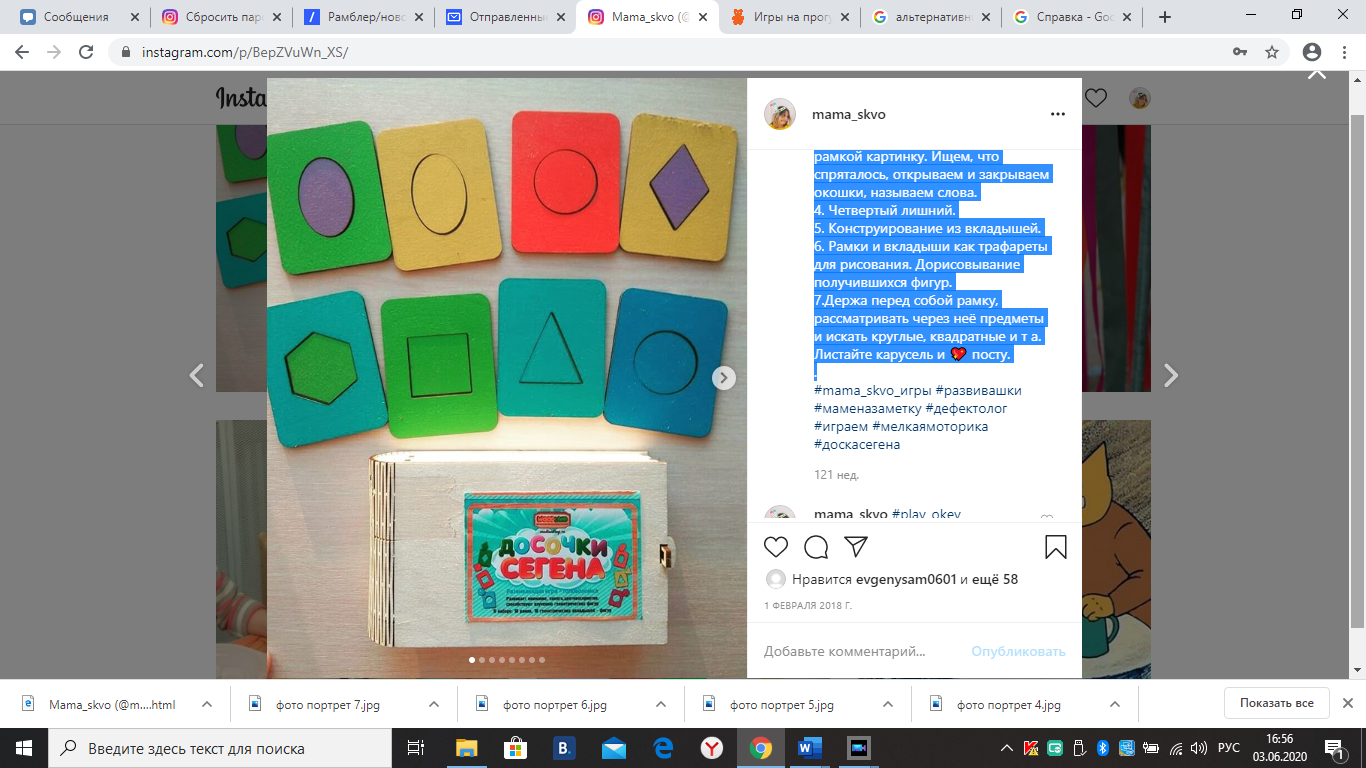 Сообщения
Сбросить пар
Рамблер/ново
Отправленны
Mama_skvo (@
Игры на прог
альтернативн
Справка - Goo
instagram.com/p/BepZVuWn_XS/
Insta
mama_skvo
рамкой картинку. Ищем, что
спряталось, открываем и закрываем
окошки, называем слова.
4. Четвертый лишний.
5. Конструирование из вкладышей.
6. Рамки и вкладыши как трафареты
для рисования. Дорисовывание
получившихся фигур.
7.Держа перед собой рамку,
рассматривать через неё предметы
и искать круглые, квадратные и т а.
Листайте карусель и 💖 посту.
.
#mama_skvo_игры #развивашки
#маменазаметку #дефектолог
#играем #мелкаямоторика
#доскасегена
121 нед.
mama_skvo #play_okey
Нравится evgenysam0601 и ещё 58
1 ФЕВРАЛЯ 2018 Г.
Добавьте комментарий...
Опубликовать
ДОСОЧКИ
СЕГЕНА
Mama_skvo (@m....html
фото портрет 7.jpg
фото портрет 6.jpg
фото портрет 5.jpg
фото портрет 4.jpg
Показать все
Введите здесь текст для поиска
РУС
16:56
03.06.2020